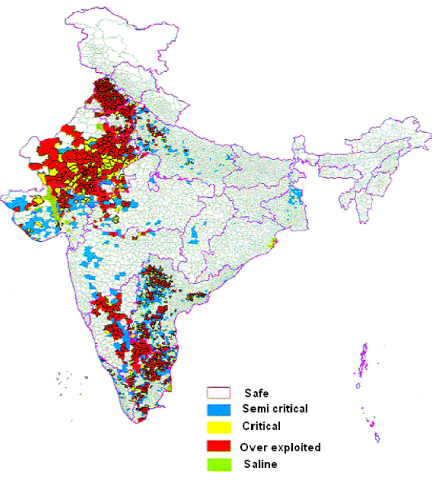 Safe
Semi critical
Critical
Over exploited
Saline